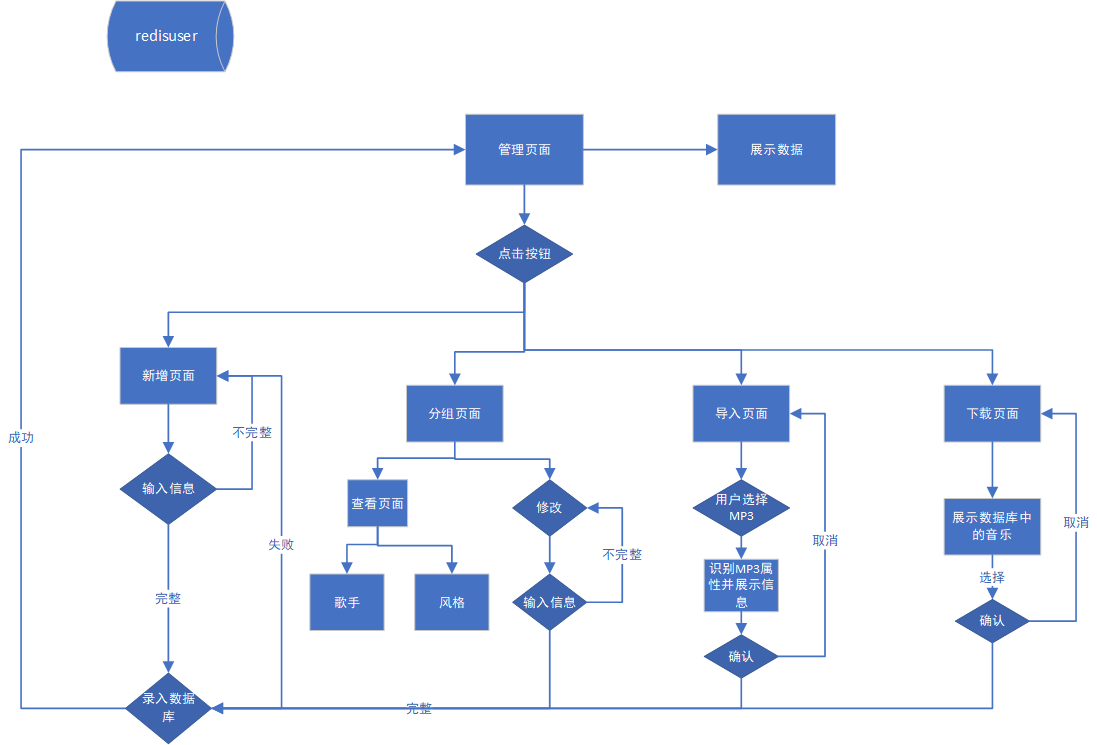 redisuser
管理页面
展示数据
点击按钮
新增页面
分组页面
导入页面
下载页面
不完整
成功
输入信息
查看页面
修改
用户选择
MP3
展示数据库中
的音乐
取消
失败
不完整
取消
识别MP3属
性并展示信
息
选择
完整
歌手
风格
输入信息
确认
确认
录入数据
库
完整